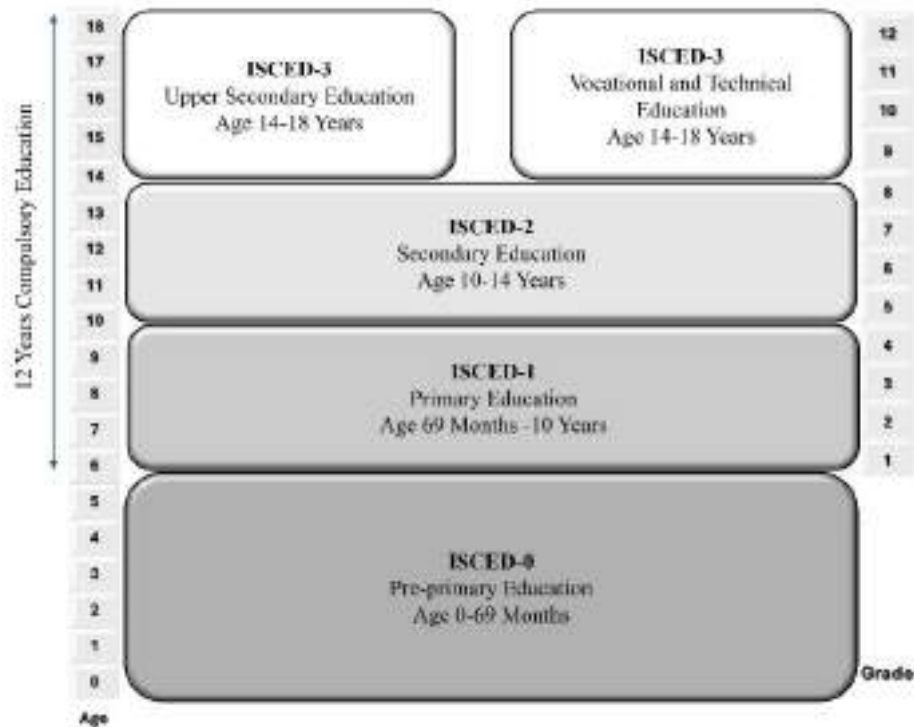 12 Years Compulsory Education
18
17
16
15
14
13
12
11
10
9
8
7
6
5
4
3
2
1
0
Age
ISCED-3
Upper Secondary Education
Age 14-18 Years
ISCED-3
Vocational and Technical
Education
Age 14-18 Years
ISCED-2
Secondary Education
Age 10-14 Years
ISCED-1
Primary Education
Age 69 Months -10 Years
ISCED-0
Pre-primary Education
Age 0-69 Months
12
11
10
9
8
7
6
5
4
3
2
1
Grade